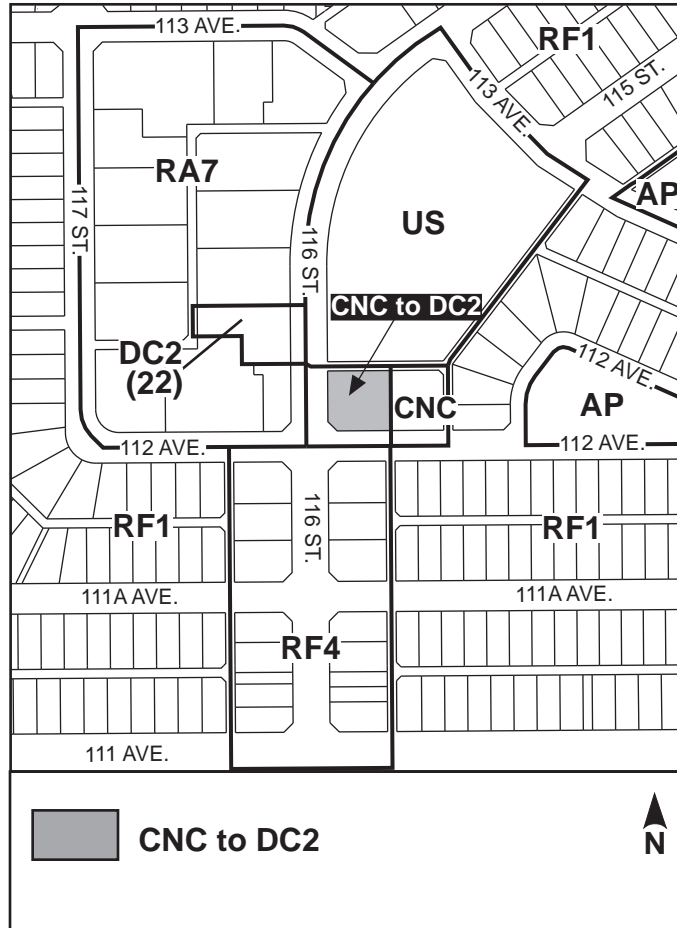 113 AVE.
RF1
115 ST.
113 AVE.
RA7
AP
117 ST.
US
116 ST.
CNC to DC2
DC2
(22)
112 AVE.
CNC
AP
112 AVE.
112 AVE.
RF1
116 ST.
RF1
111A AVE.
111A AVE.
RF4
111 AVE.
CNC to DC2
N